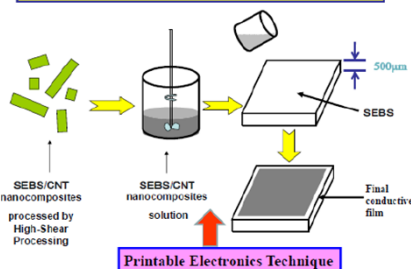 500μm
SEBS
SEBS/CNT
nanocomposites
processed by
High-Shear
Processing
SEBS/CNT
nanocomposites
solution
Final
conductive
film
Printable Electronics Technique